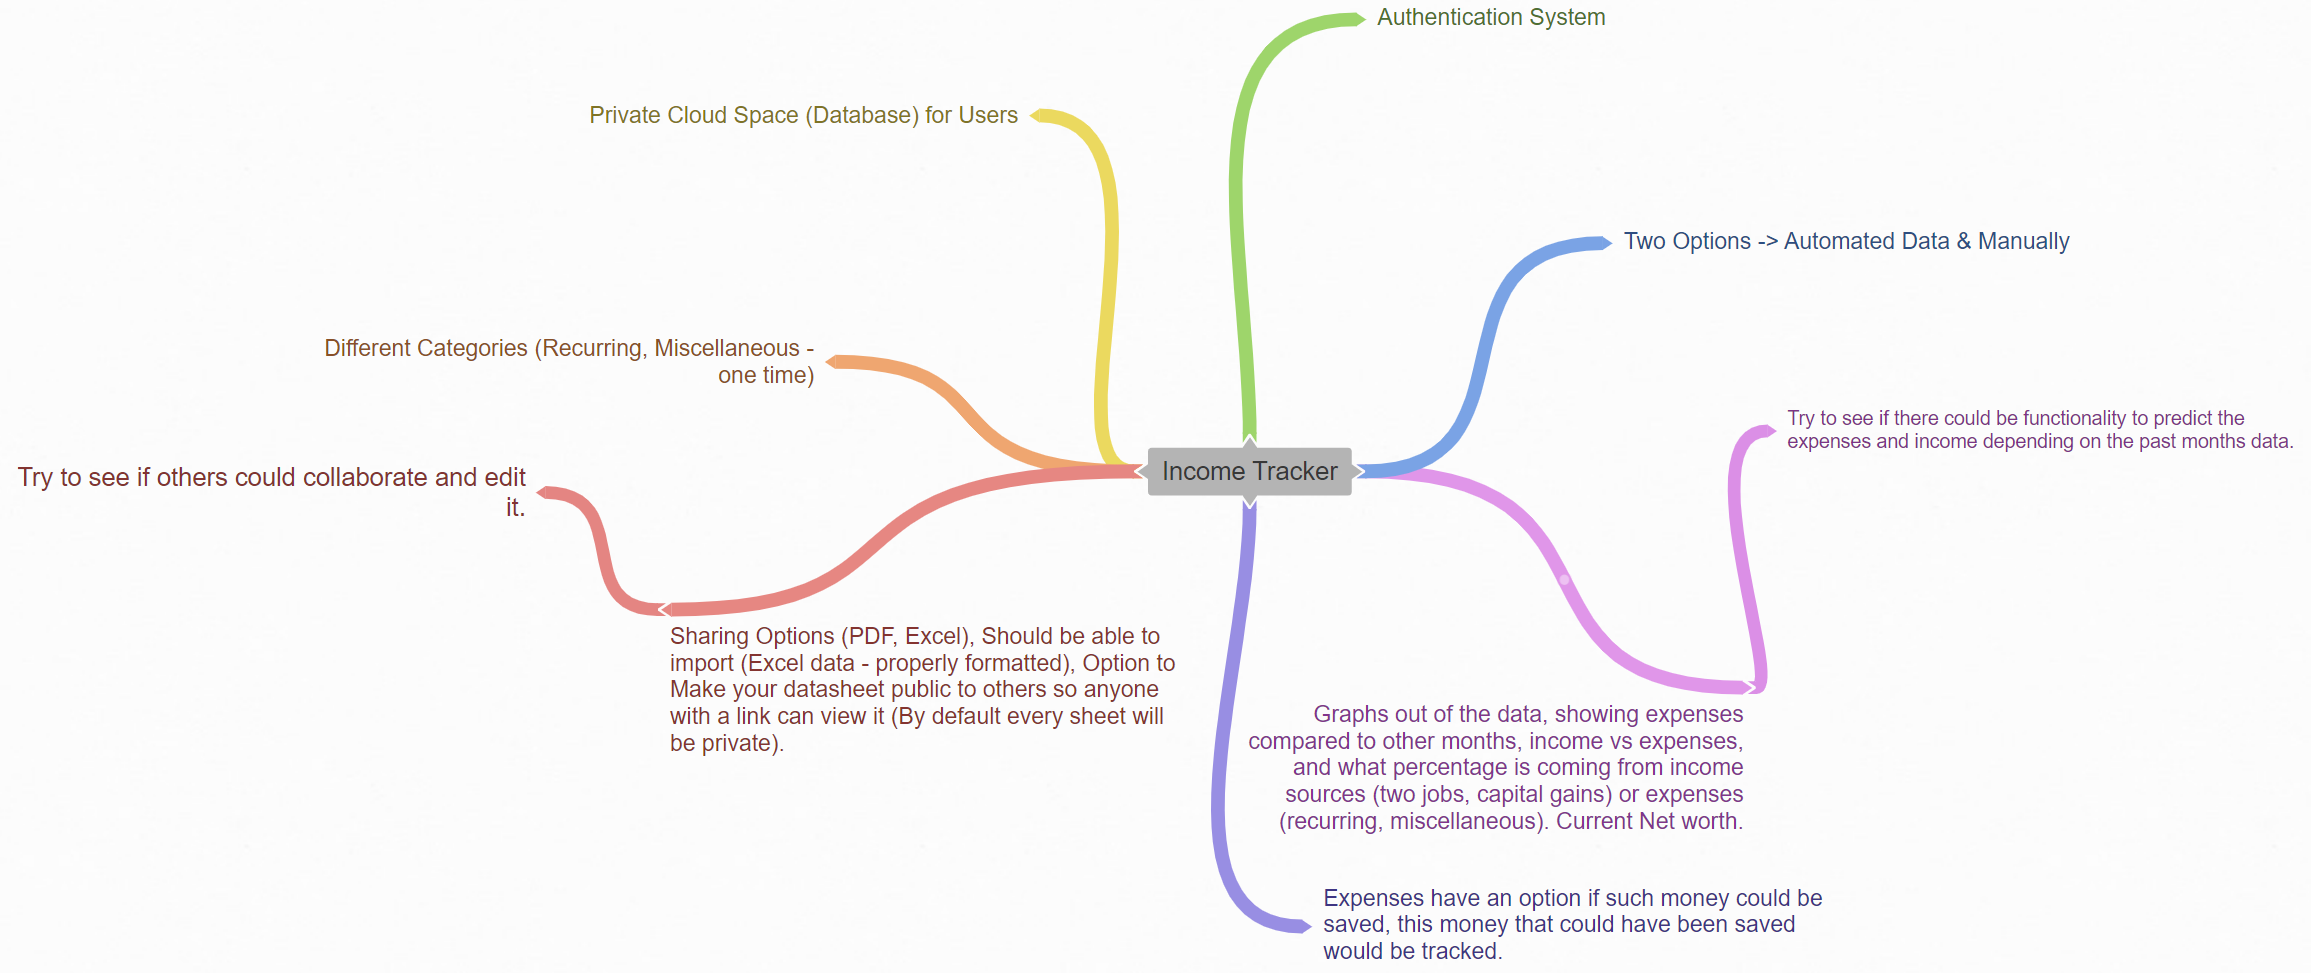 Authentication System
Private Cloud Space (Database) for Users
Two Options -> Automated Data & Manually
Different Categories (Recurring, Miscellaneous -
one time)
Try to see if there could be functionality to predict the
expenses and income depending on the past months data.
Income Tracker
Try to see if others could collaborate and edit
it.
Sharing Options (PDF, Excel), Should be able to
import (Excel data - properly formatted), Option to
Make your datasheet public to others so anyone
with a link can view it (By default every sheet will
be private).
Graphs out of the data, showing expenses
compared to other months, income vs expenses,
and what percentage is coming from income
sources (two jobs, capital gains) or expenses
(recurring, miscellaneous). Current Net worth.
Expenses have an option if such money could be
saved, this money that could have been saved
would be tracked.